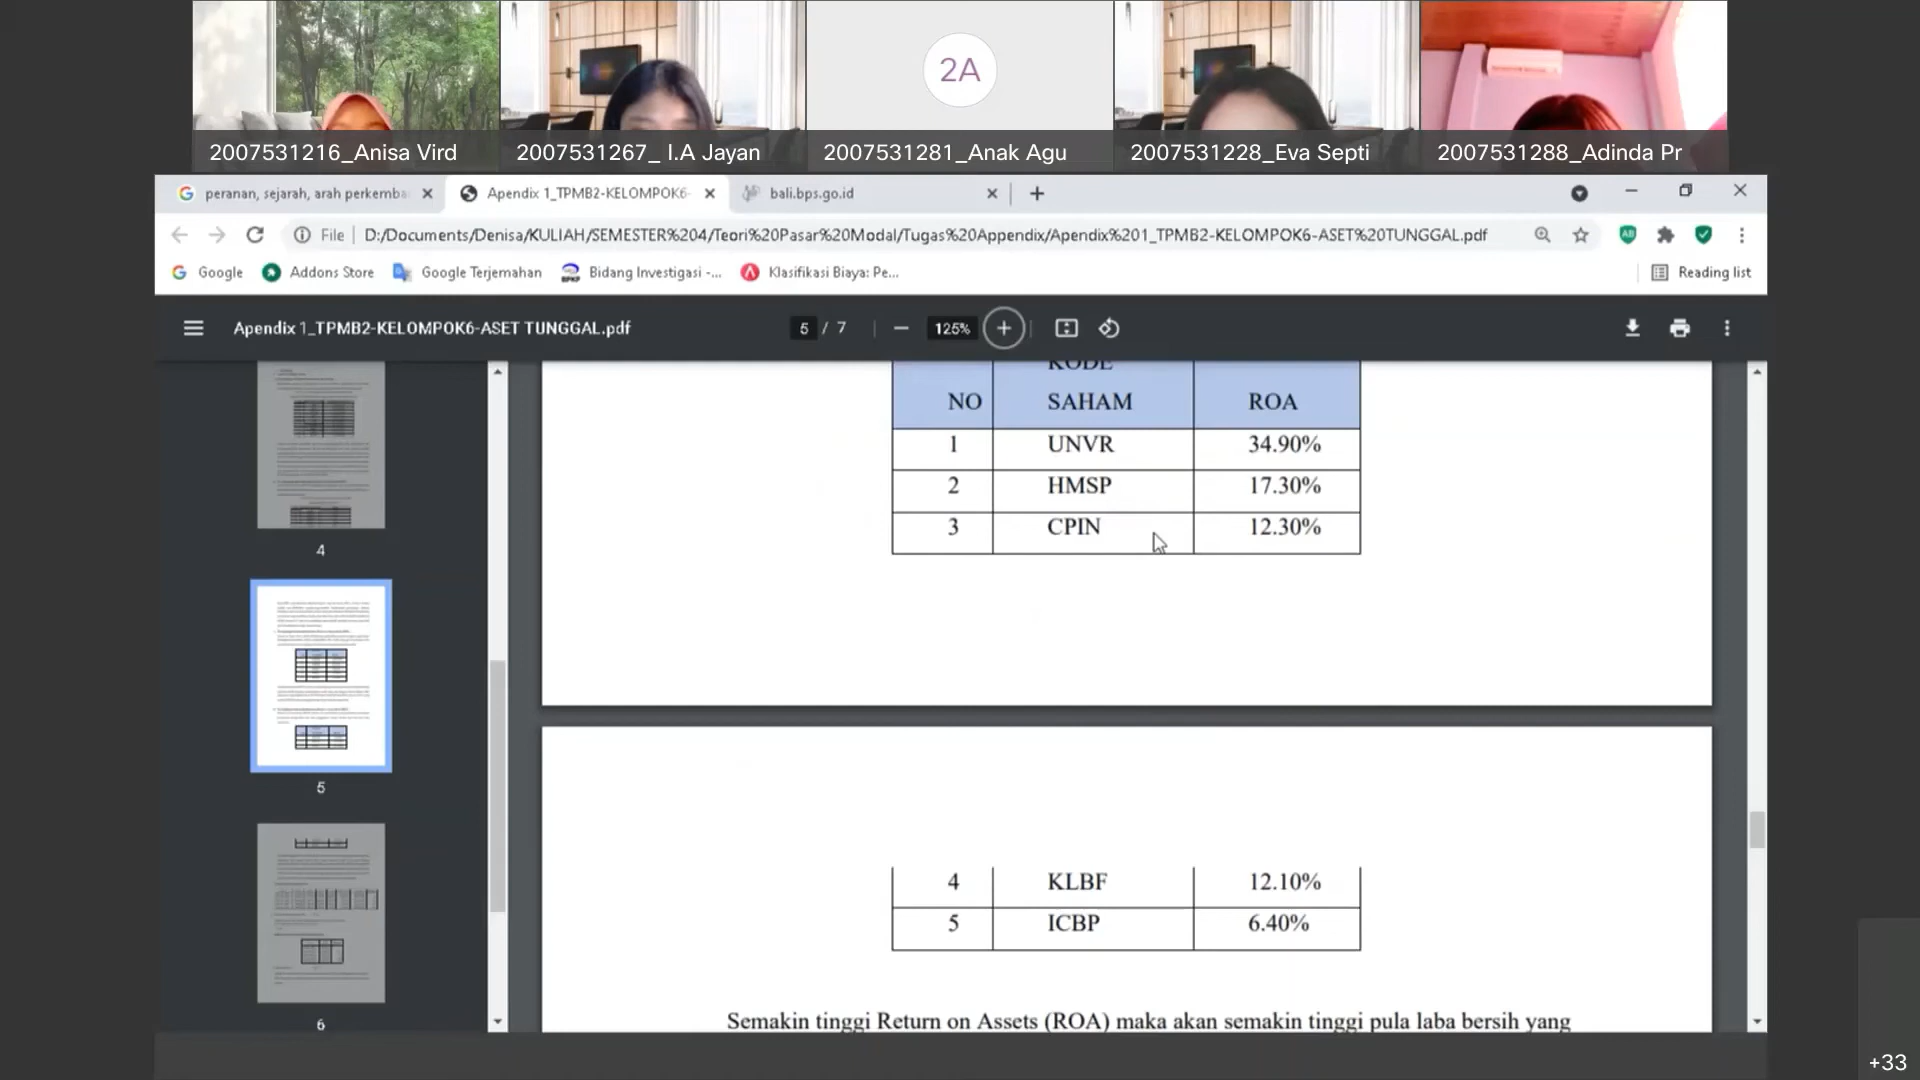 2A
2007531216_Anisa Vird
2007531267_ I.A Jayan
2007531281_Anak Agu
2007531228_Eva Septi
2007531288_Adinda Pr
peranan, sejarah, arah perkemba
Apendix 1_TPMB2-KELOMPOK6-
bali.bps.go.id
File
D:/Documents/Denisa/KULIAH/SEMESTER%204/Teori%20Pasar%20Modal/Tugas%20Appendix/Apendix%201_TPMB2-KELOMPOK6-ASET%20TUNGGAL.pdf
Google
Addons Store
Google Terjemahan
Bidang Investigasi -...
Klasifikasi Biaya: Pe...
Reading list
Apendix 1_TPMB2-KELOMPOK6-ASET TUNGGAL.pdf
5 / 7
125%
KODE
NO SAHAM ROA
1 UNVR 34.90%
2 HMSP 17.30%
3 CPIN 12.30%
4 KLBF 12.10%
5 ICBP 6.40%
Semakin tinggi Return on Assets (ROA) maka akan semakin tinggi pula laba bersih yang
4
5
6
+33